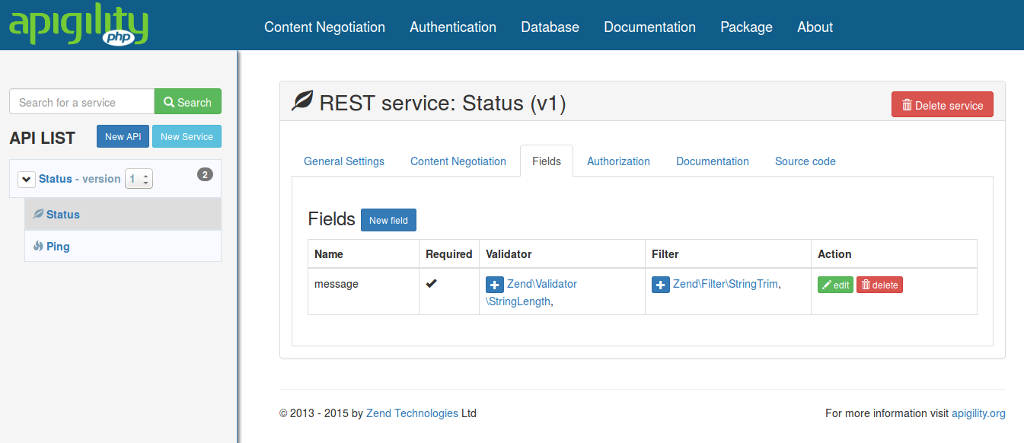 apigility
php
Content Negotiation Authentication Database Documentation Package About
Search for a service Search
API LIST New API New Service
Status - version 1 2
Status
Ping
REST service: Status (v1) Delete service
General Settings Content Negotiation Fields Authorization Documentation Source code
Fields New field
Name Required Validator Filter Action
message Zend\Validator Zend\Filter\StringTrim, edit delete
\StringLength,
© 2013 - 2015 by Zend Technologies Ltd For more information visit apigility.org